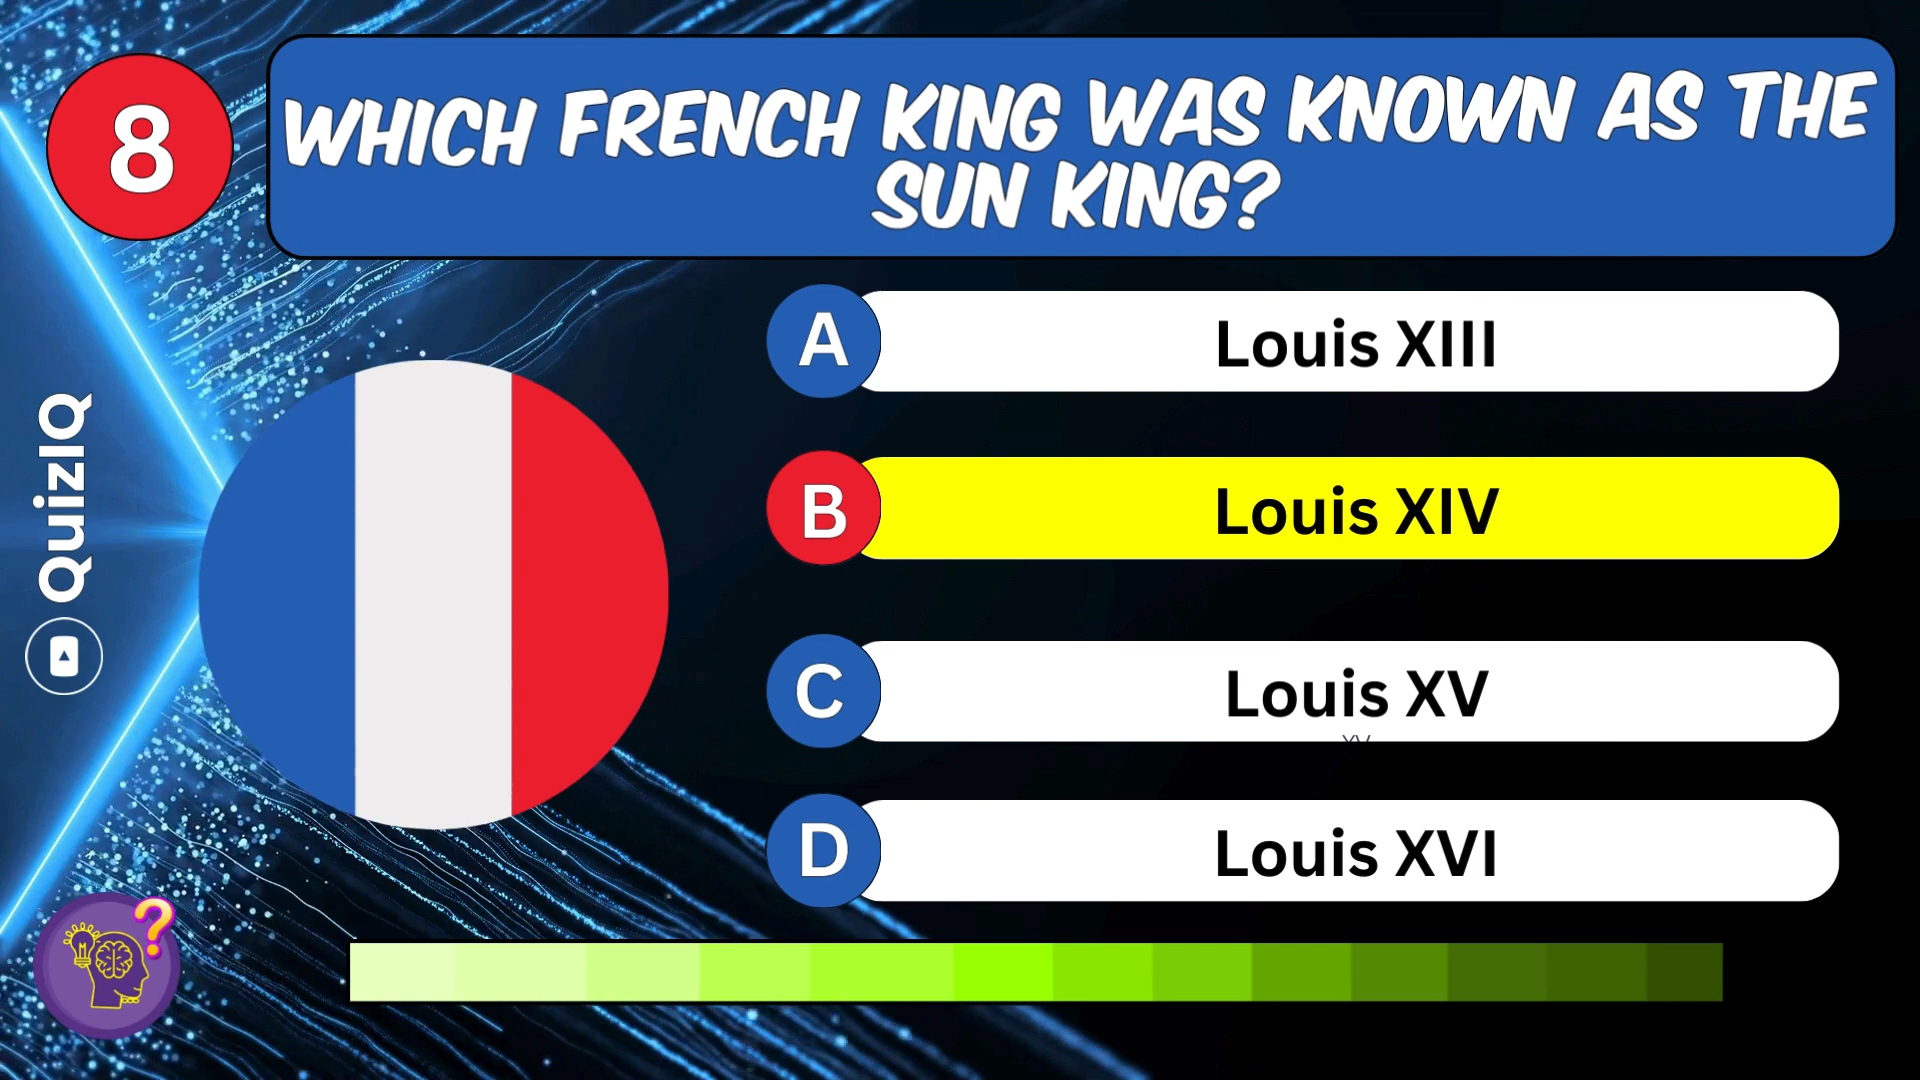 8
WHICH FRENCH KING WAS KNOWN AS THE
SUN KING?
A
Louis XIII
B
Louis XIV
C
Louis XV
D
Louis XVI
QuizIQ
?